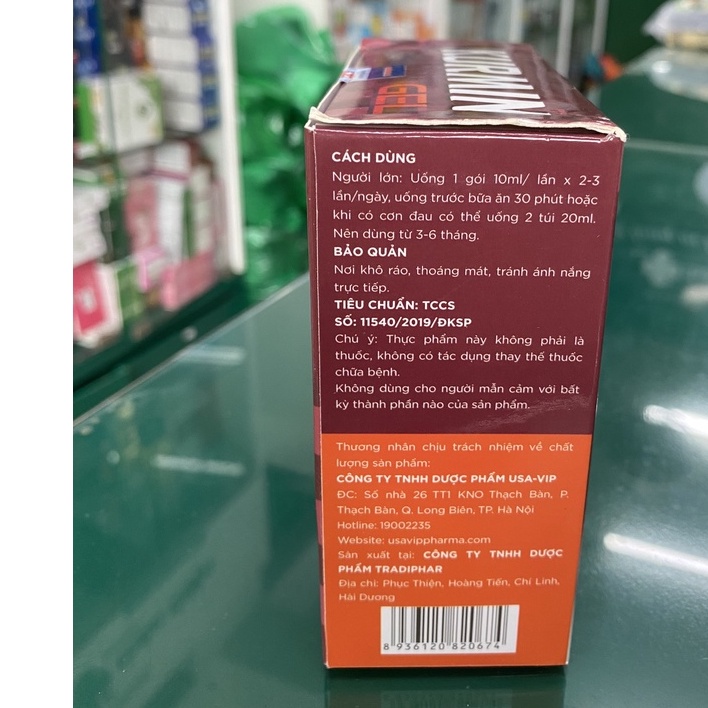 GEL
CÁCH DÙNG
Người lớn: Uống 1 gói 10ml/ lần x 2-3
lần/ngày, uống trước bữa ăn 30 phút hoặc
khi có cơn đau có thể uống 2 túi 20ml.
Nên dùng từ 3-6 tháng.
BẢO QUẢN
Nơi khô ráo, thoáng mát, tránh ánh nắng
trực tiếp.
TIÊU CHUẨN: TCCS
SỐ: 11540/2019/ĐKSP
Chú ý: Thực phẩm này không phải là
thuốc, không có tác dụng thay thế thuốc
chữa bệnh.
Không dùng cho người mẫn cảm với bất
kỳ thành phần nào của sản phẩm.
Thương nhân chịu trách nhiệm về chất
lượng sản phẩm:
CÔNG TY TNHH DƯỢC PHẨM USA-VIP
ĐC: Số nhà 26 TT1 KNO Thạch Bàn, P.
Thạch Bàn, Q. Long Biên, TP. Hà Nội
Hotline: 19002235
Website: usavippharma.com
Sản xuất tại: CÔNG TY TNHH DƯỢC
PHẨM TRADIPHAR
Địa chỉ: Phục Thiện, Hoàng Tiến, Chí Linh,
Hải Dương
8 936120 820674